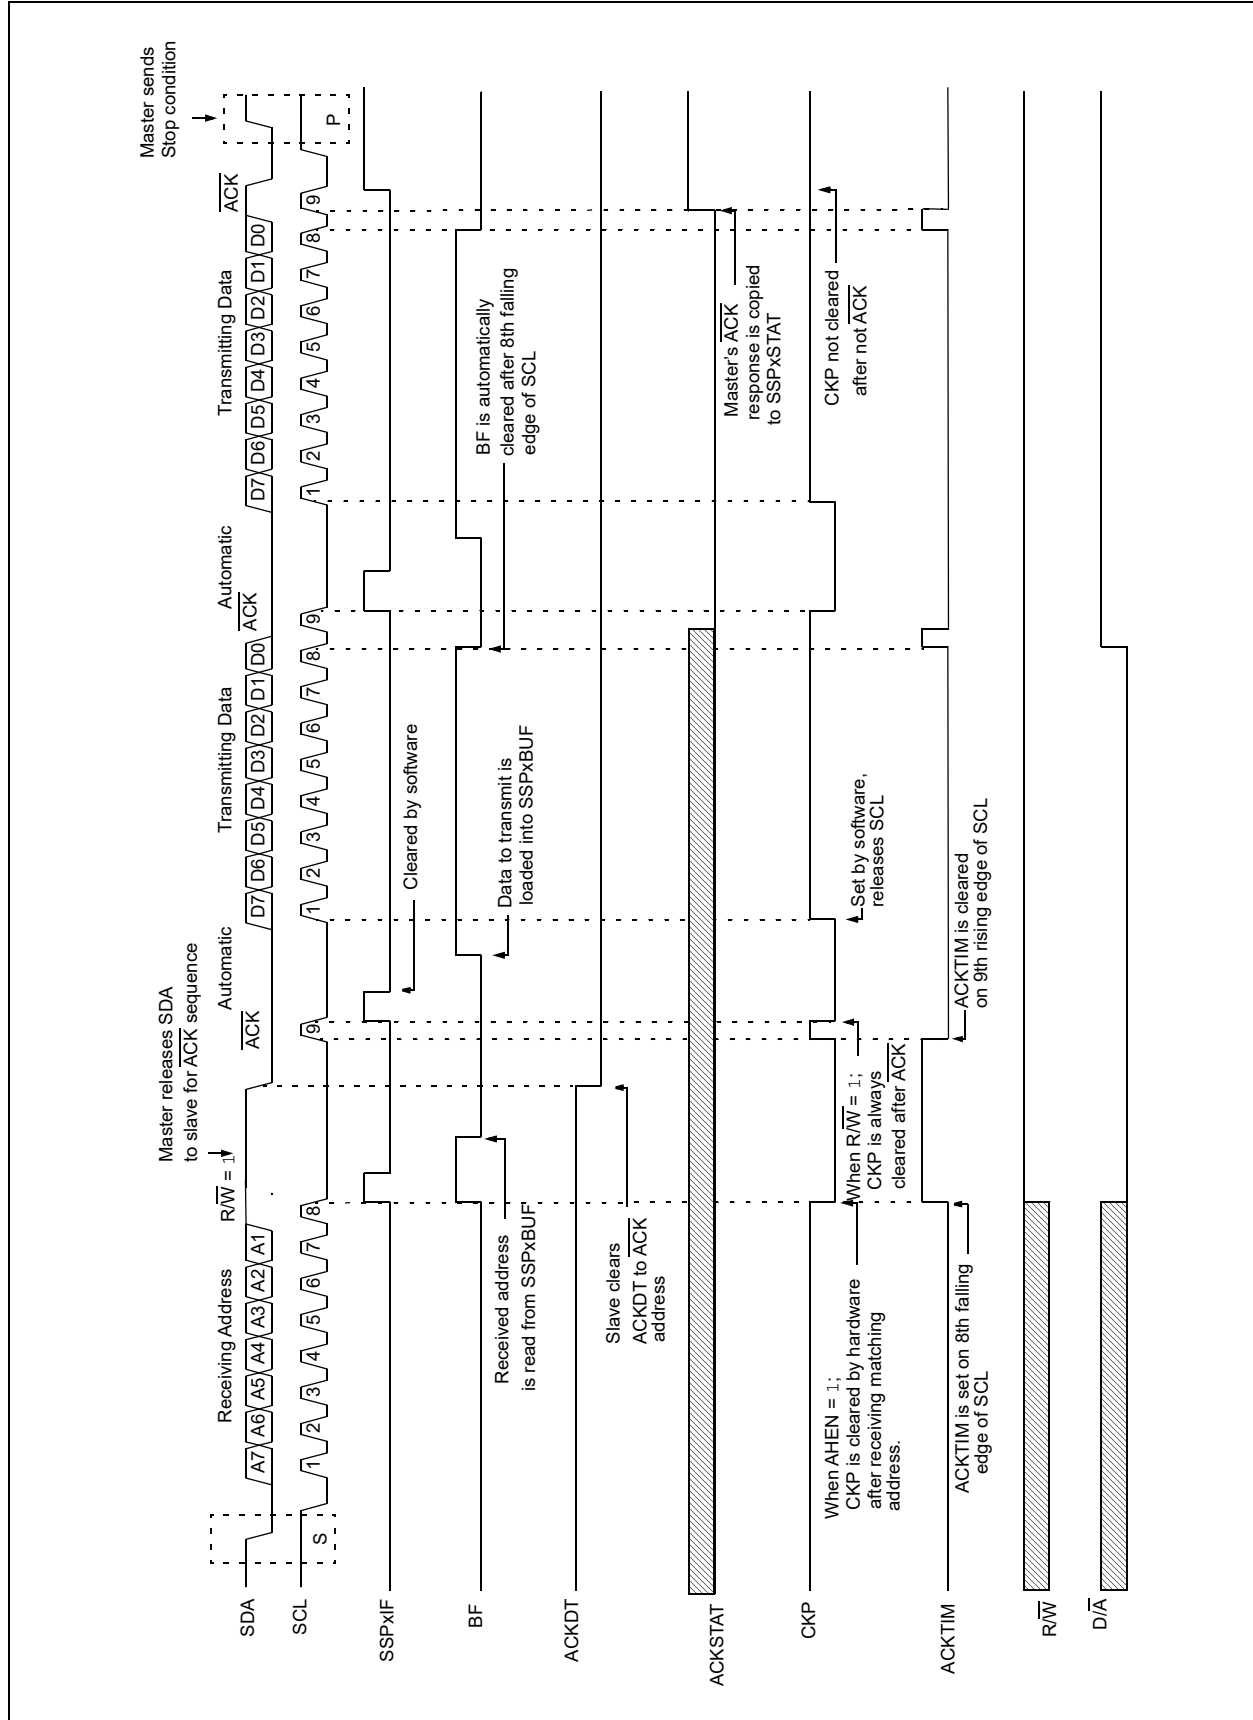 Master sends
Stop condition
Master releases SDA
to slave for ACK sequence
Receiving Address
R/W = 1
Automatic
Transmitting Data
Automatic
Transmitting Data
ACK
ACK
ACK
SDA
A7 A6 A5 A4 A3 A2 A1
D7 D6 D5 D4 D3 D2 D1 D0
D7 D6 D5 D4 D3 D2 D1 D0
SCL
S
1 2 3 4 5 6 7 8 9
1 2 3 4 5 6 7 8 9
1 2 3 4 5 6 7 8 9
P
SSPxIF
Cleared by software
BF
Received address
is read from SSPxBUF
Data to transmit is
loaded into SSPxBUF
BF is automatically
cleared after 8th falling
edge of SCL
ACKDT
Slave clears
ACKDT to ACK
address
ACKSTAT
Master's ACK
response is copied
to SSPxSTAT
CKP
When AHEN = 1;
CKP is cleared by hardware
after receiving matching
address.
When R/W = 1;
CKP is always
cleared after ACK
Set by software,
releases SCL
CKP not cleared
after not ACK
ACKTIM
ACKTIM is set on 8th falling
edge of SCL
ACKTIM is cleared
on 9th rising edge of SCL
R/W
D/A